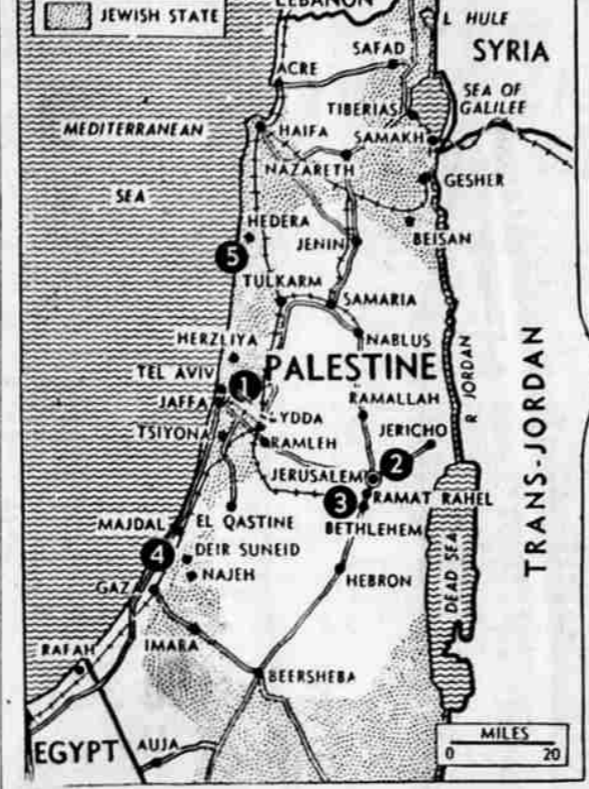 LEBANON
JEWISH STATE
L HULE
SAFAD
SYRIA
ACRE
SEA OF
GALILEE
TIBERIAS
MEDITERRANEAN
SEA
HAIFA
SAMAKH
NAZARETH
GESHER
HEDERA
BEISAN
JENIN
5
TULKARM
SAMARIA
HERZLIYA
NABLUS
TEL AVIV
1
PALESTINE
R JORDAN
TRANS-JORDAN
JAFFA
RAMALLAH
LYDDA
JERICHO
TSIYONA
RAMLEH
JERUSALEM
2
3
RAMAT RAHEL
EL QASTINE
BETHLEHEM
MAJDAL
4
DEIR SUNEID
DEAD SEA
NAJEH
HEBRON
GAZ
IMARA
RAFAH
BEERSHEBA
EGYPT
AUJA
MILES
0 20